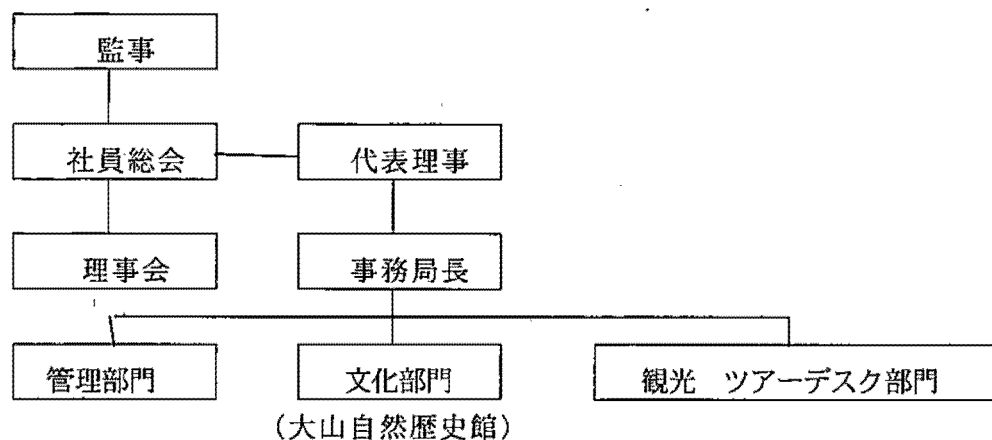 監事
社員総会 代表理事
理事会 事務局長
管理部門 文化部門 観光 ツアーデスク部門
(大山自然歴史館)